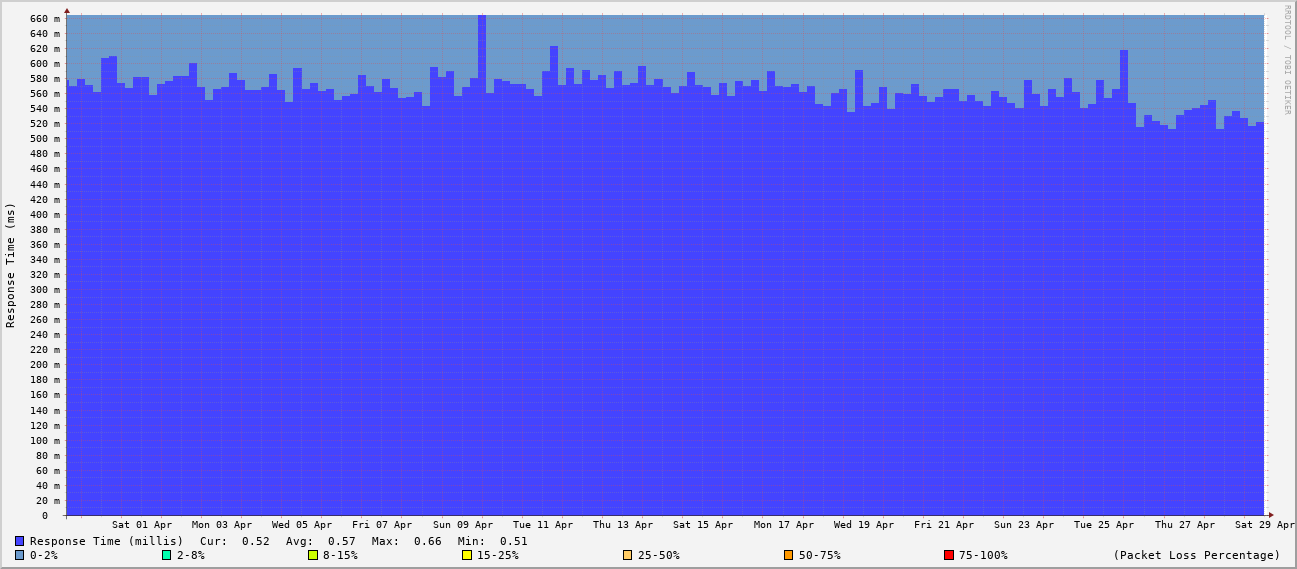 RRDTOOL / TOBI OETIKER
Response Time (ms)
660 m
640 m
620 m
600 m
580 m
560 m
540 m
520 m
500 m
480 m
460 m
440 m
420 m
400 m
380 m
360 m
340 m
320 m
300 m
280 m
260 m
240 m
220 m
200 m
180 m
160 m
140 m
120 m
100 m
80 m
60 m
40 m
20 m
0
Sat 01 Apr Mon 03 Apr Wed 05 Apr Fri 07 Apr Sun 09 Apr Tue 11 Apr Thu 13 Apr Sat 15 Apr Mon 17 Apr Wed 19 Apr Fri 21 Apr Sun 23 Apr Tue 25 Apr Thu 27 Apr Sat 29 Apr
Response Time (millis) Cur: 0.52 Avg: 0.57 Max: 0.66 Min: 0.51
0-2% 2-8% 8-15% 15-25% 25-50% 50-75% 75-100% (Packet Loss Percentage)